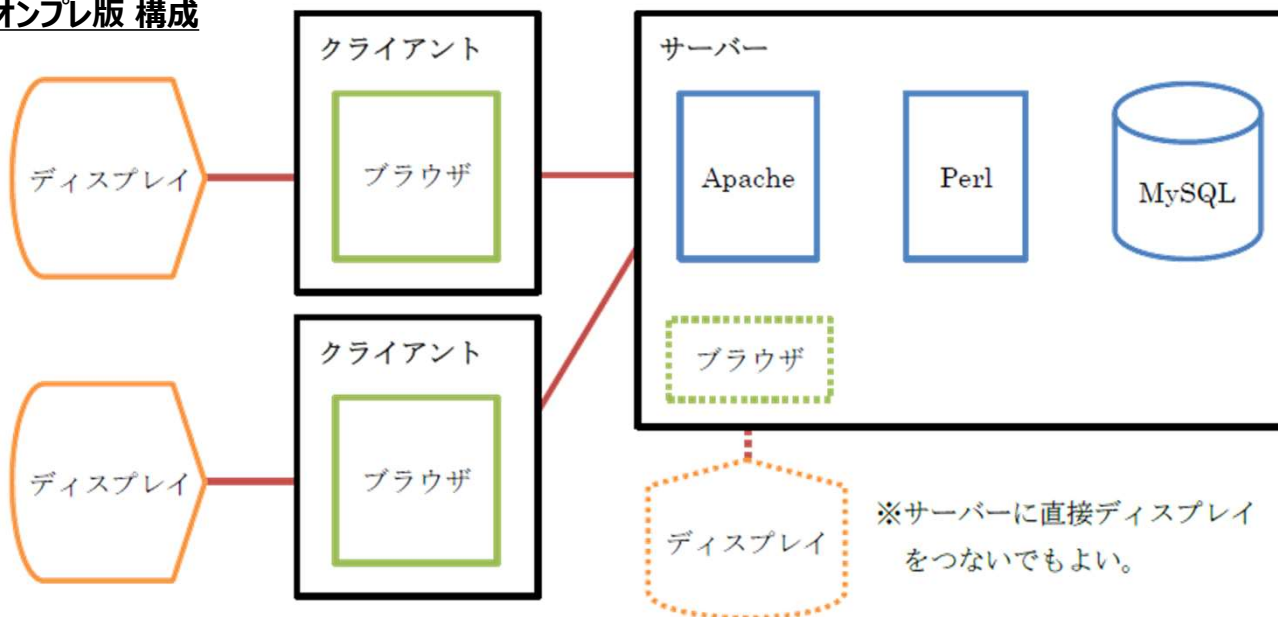 オンプレ版 構成
クライアント
サーバー
ディスプレイ
ブラウザ
Apache
Perl
MySQL
クライアント
ブラウザ
ディスプレイ
ブラウザ
ディスプレイ
※サーバーに直接ディスプレイ
をつないでもよい。